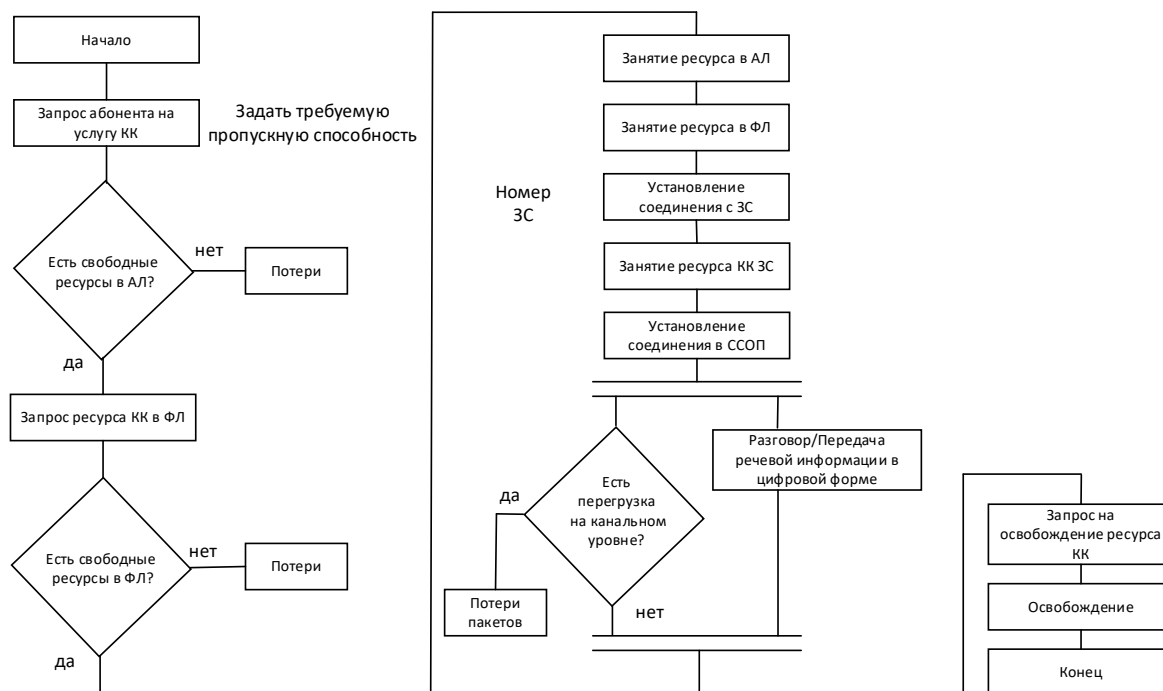 Начало
Запрос абонента на
услугу КК
Задать требуемую
пропускную способность
Есть свободные
ресурсы в АЛ?
нет
Потери
да
Запрос ресурса КК в ФЛ
Есть свободные
ресурсы в ФЛ?
нет
Потери
да
Занятие ресурса в АЛ
Занятие ресурса в ФЛ
Номер
ЗС
Установление
соединения с ЗС
Занятие ресурса КК ЗС
Установление
соединения в ССОП
Есть
перегрузка
на канальном
уровне?
да
Потери
пакетов
нет
Разговор/Передача
речевой информации в
цифровой форме
Запрос на
освобождение ресурса
КК
Освобождение
Конец